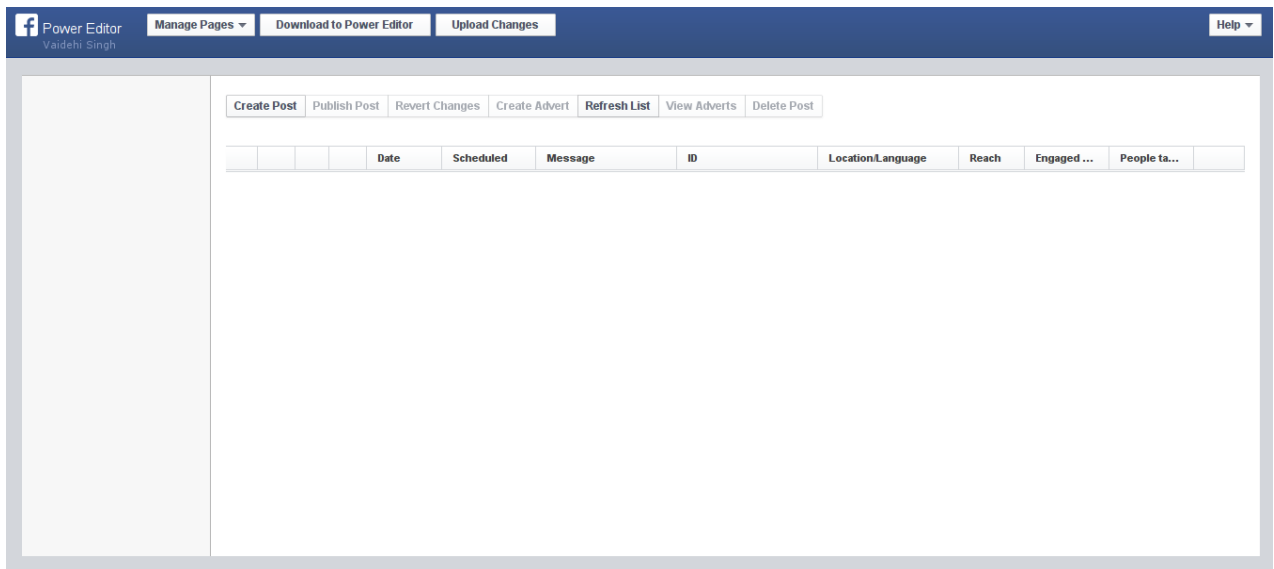 Power Editor
Vaidehi Singh
Manage Pages
Download to Power Editor
Upload Changes
Help
Create Post
Publish Post
Revert Changes
Create Advert
Refresh List
View Adverts
Delete Post
Date
Scheduled
Message
ID
Location/Language
Reach
Engaged ...
People ta...